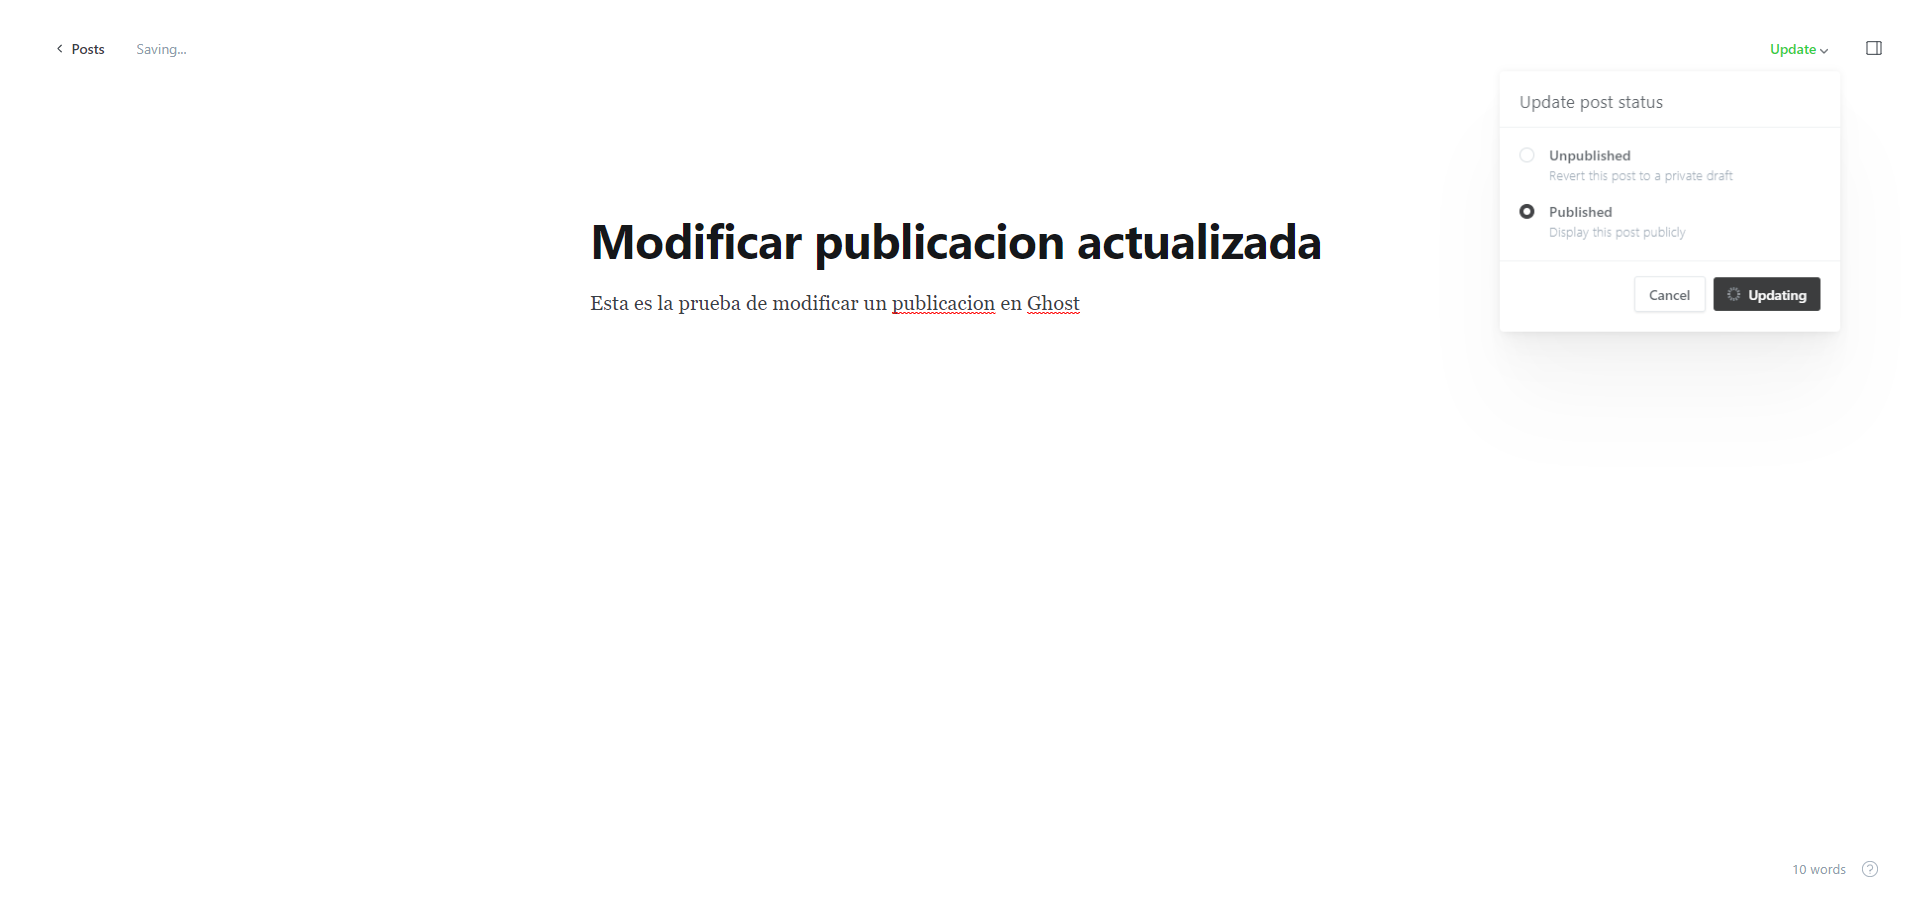 Posts
Saving...
Update
Update post status
Unpublished
Revert this post to a private draft
Published
Display this post publicly
Cancel
Updating
Modificar publicacion actualizada
Esta es la prueba de modificar un publicacion en Ghost
10 words
?